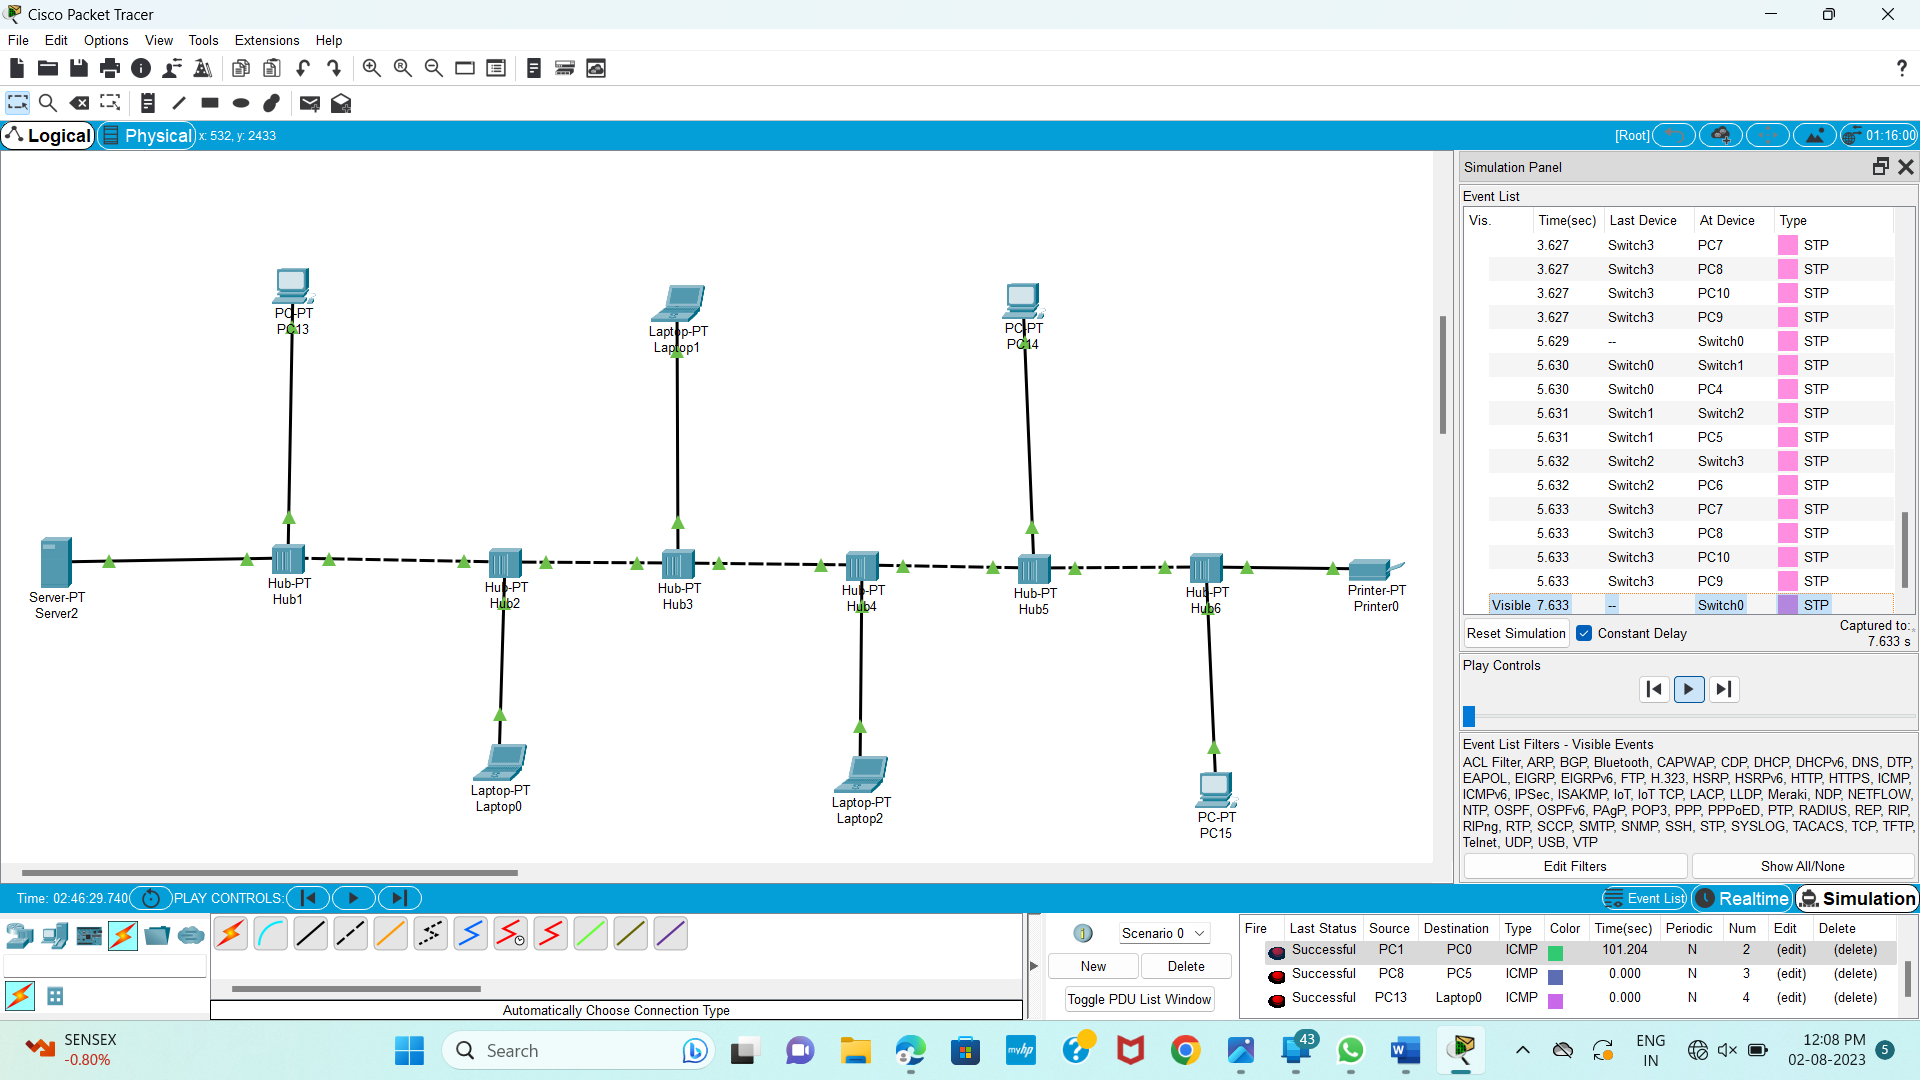 Cisco Packet Tracer
File Edit Options View Tools Extensions Help
Logical Physical x: 532, y: 2433 [Root] 01:16:00
PC-PT
PC13
Laptop-PT
Laptop1
PC-PT
PC14
Server-PT
Server2
Hub-PT
Hub1
Hub-PT
Hub2
Hub-PT
Hub3
Hub-PT
Hub4
Hub-PT
Hub5
Hub-PT
Hub6
Printer-PT
Printer0
Laptop-PT
Laptop0
Laptop-PT
Laptop2
PC-PT
PC15
Simulation Panel
Event List
Vis. Time(sec) Last Device At Device Type
3.627 Switch3 PC7 STP
3.627 Switch3 PC8 STP
3.627 Switch3 PC10 STP
3.627 Switch3 PC9 STP
5.629 -- Switch0 STP
5.630 Switch0 Switch1 STP
5.630 Switch0 PC4 STP
5.631 Switch1 Switch2 STP
5.631 Switch1 PC5 STP
5.632 Switch2 Switch3 STP
5.632 Switch2 PC6 STP
5.633 Switch3 PC7 STP
5.633 Switch3 PC8 STP
5.633 Switch3 PC10 STP
5.633 Switch3 PC9 STP
Visible 7.633 -- Switch0 STP
Reset Simulation Constant Delay Captured to:
7.633 s
Play Controls
Event List Filters - Visible Events
ACL Filter, ARP, BGP, Bluetooth, CAPWAP, CDP, DHCP, DHCPv6, DNS, DTP,
EAPOL, EIGRP, EIGRPv6, FTP, H.323, HSRP, HSRPv6, HTTP, HTTPS, ICMP,
ICMPv6, IPSec, ISAKMP, IoT, IoT TCP, LACP, LLDP, Meraki, NDP, NETFLOW,
NTP, OSPF, OSPFv6, PAgP, POP3, PPP, PPPoED, PTP, RADIUS, REP, RIP,
RIPng, RTP, SCCP, SMTP, SNMP, SSH, STP, SYSLOG, TACACS, TCP, TFTP,
Telnet, UDP, USB, VTP
Edit Filters Show All/None
Time: 02:46:29.740 PLAY CONTROLS: Event List Realtime Simulation
Automatically Choose Connection Type
1 Scenario 0
New Delete
Toggle PDU List Window
Fire Last Status Source Destination Type Color Time(sec) Periodic Num Edit Delete
Successful PC1 PC0 ICMP 101.204 N 2 (edit) (delete)
Successful PC8 PC5 ICMP 0.000 N 3 (edit) (delete)
Successful PC13 Laptop0 ICMP 0.000 N 4 (edit) (delete)
SENSEX
-0.80%
Search
myhp
43
ENG
IN
12:08 PM
02-08-2023
5